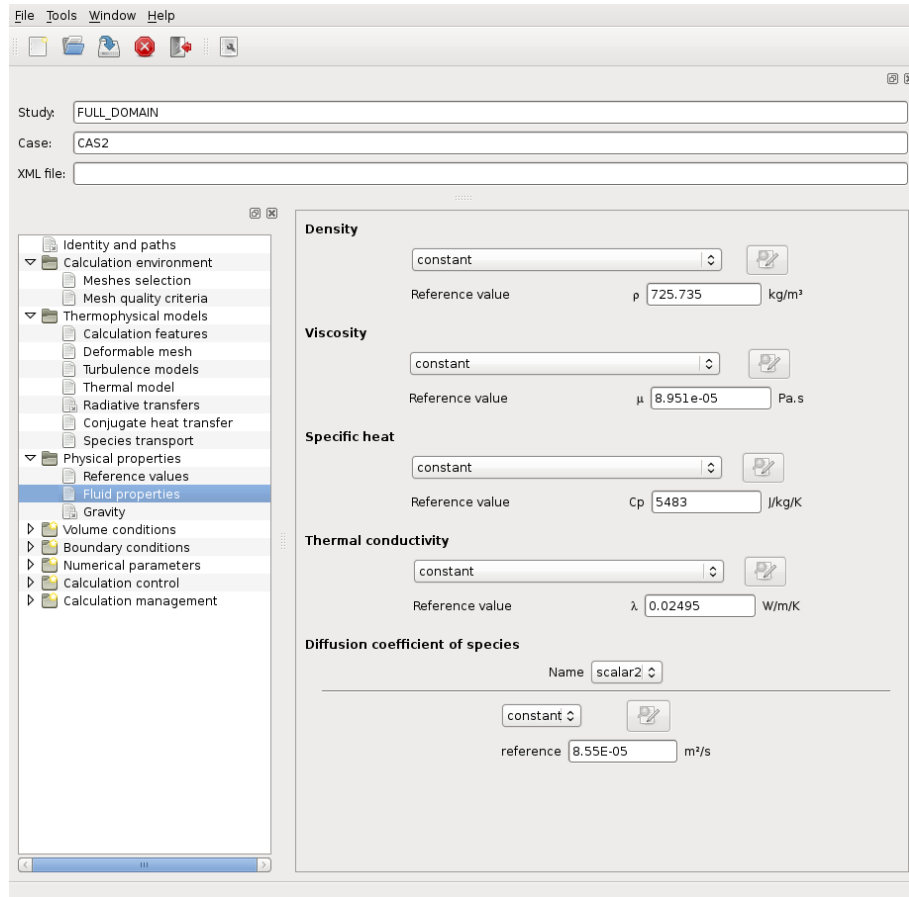 File Tools Window Help
Study: FULL_DOMAIN
Case: CAS2
XML file:
Identity and paths
Calculation environment
Meshes selection
Mesh quality criteria
Thermophysical models
Calculation features
Deformable mesh
Turbulence models
Thermal model
Radiative transfers
Conjugate heat transfer
Species transport
Physical properties
Reference values
Fluid properties
Gravity
Volume conditions
Boundary conditions
Numerical parameters
Calculation control
Calculation management
Density
constant
Reference value ρ 725.735 kg/m³
Viscosity
constant
Reference value μ 8.951e-05 Pa.s
Specific heat
constant
Reference value Cp 5483 J/kg/K
Thermal conductivity
constant
Reference value λ 0.02495 W/m/K
Diffusion coefficient of species
Name scalar2
constant
reference 8.55E-05 m²/s